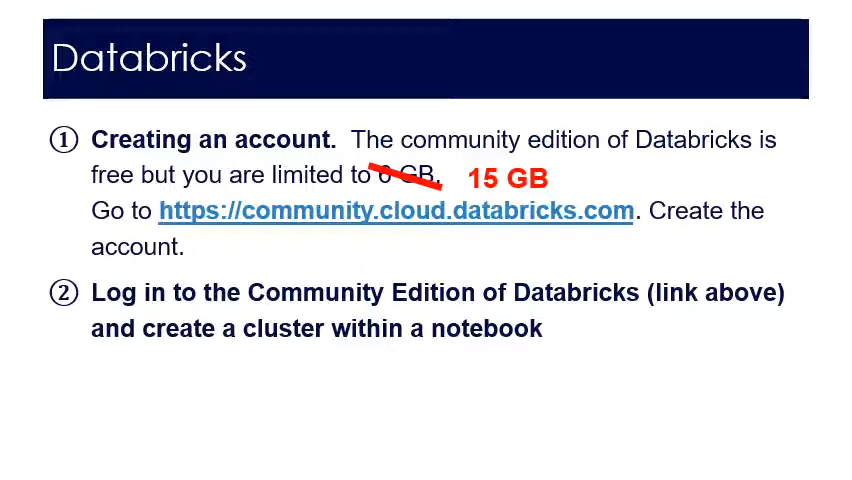 Databricks
① Creating an account. The community edition of Databricks is
free but you are limited to 6 GB. 15 GB
Go to https://community.cloud.databricks.com. Create the
account.
② Log in to the Community Edition of Databricks (link above)
and create a cluster within a notebook